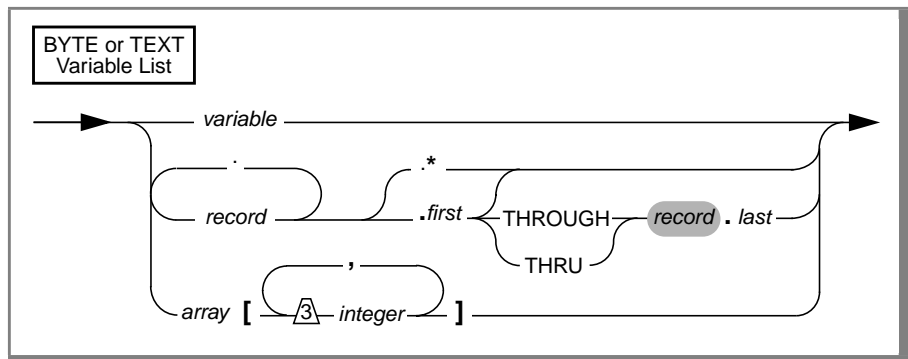 BYTE or TEXT
Variable List
variable
.
.*
record
.first
THROUGH
record
. last
THRU
,
array [
3
integer
]